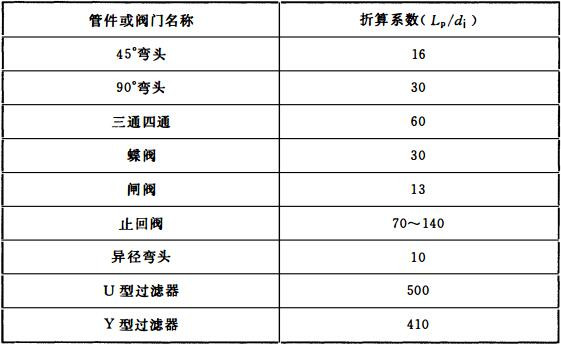 管件或阀门名称 折算系数(Lp/di)
45°弯头 16
90°弯头 30
三通四通 60
蝶阀 30
闸阀 13
止回阀 70～140
异径弯头 10
U型过滤器 500
Y型过滤器 410